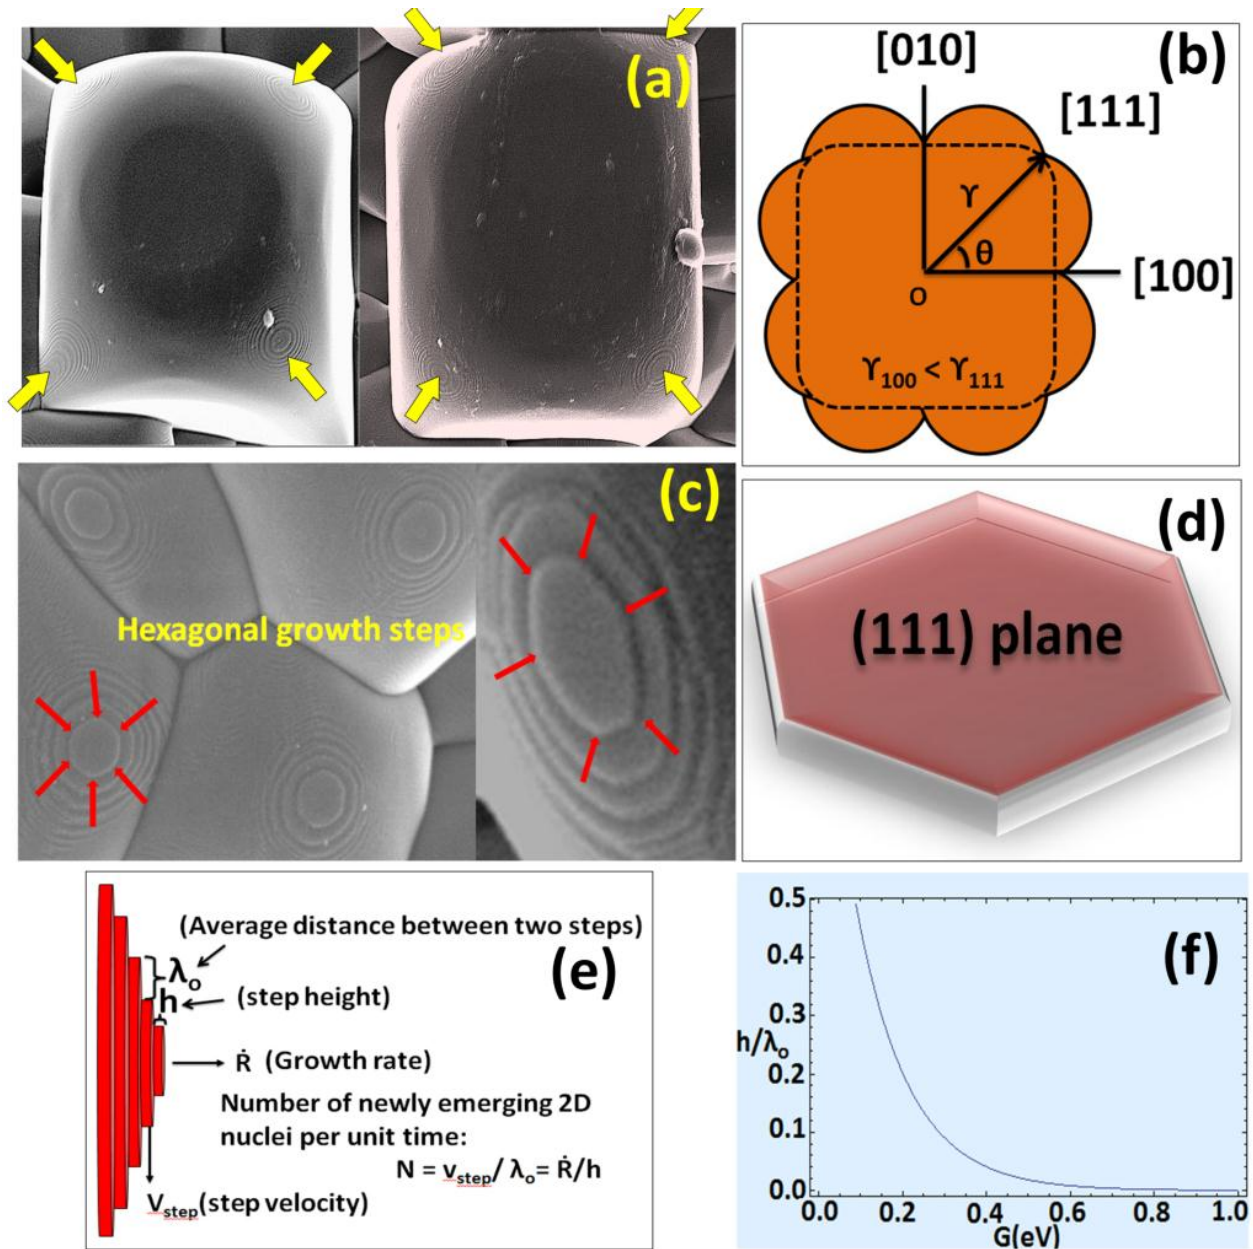 (a)
(b)
[010]
[111]
ϒ
θ
[100]
O
ϒ100 < ϒ111
(c)
Hexagonal growth steps
(d)
(111) plane
(e)
(Average distance between two steps)
λo
h (step height)
Ṙ (Growth rate)
Number of newly emerging 2D
nuclei per unit time:
N = vstep/ λo= Ṙ/h
Vstep(step velocity)
(f)
0.5
0.4
0.3
h/λo
0.2
0.1
0.0
0.0 0.2 0.4 0.6 0.8 1.0
G(eV)